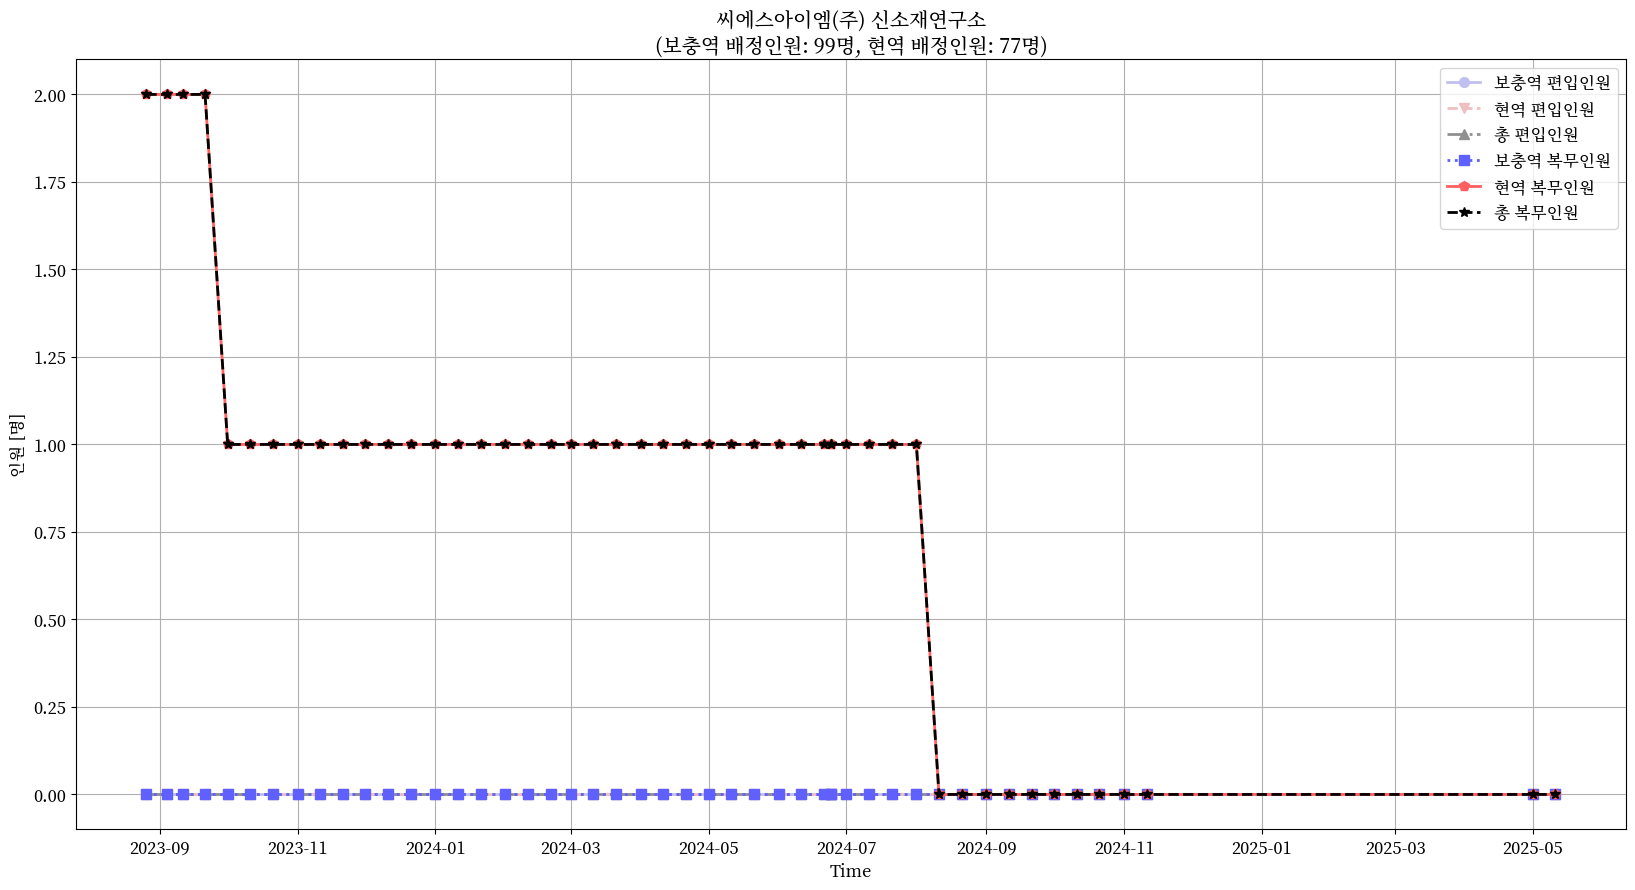 씨에스아이엠(주) 신소재연구소
(보충역 배정인원: 99명, 현역 배정인원: 77명)
보충역 편입인원
현역 편입인원
총 편입인원
보충역 복무인원
현역 복무인원
총 복무인원
인원 [명]
2.00
1.75
1.50
1.25
1.00
0.75
0.50
0.25
0.00
2023-09 2023-11 2024-01 2024-03 2024-05 2024-07 2024-09 2024-11 2025-01 2025-03 2025-05
Time